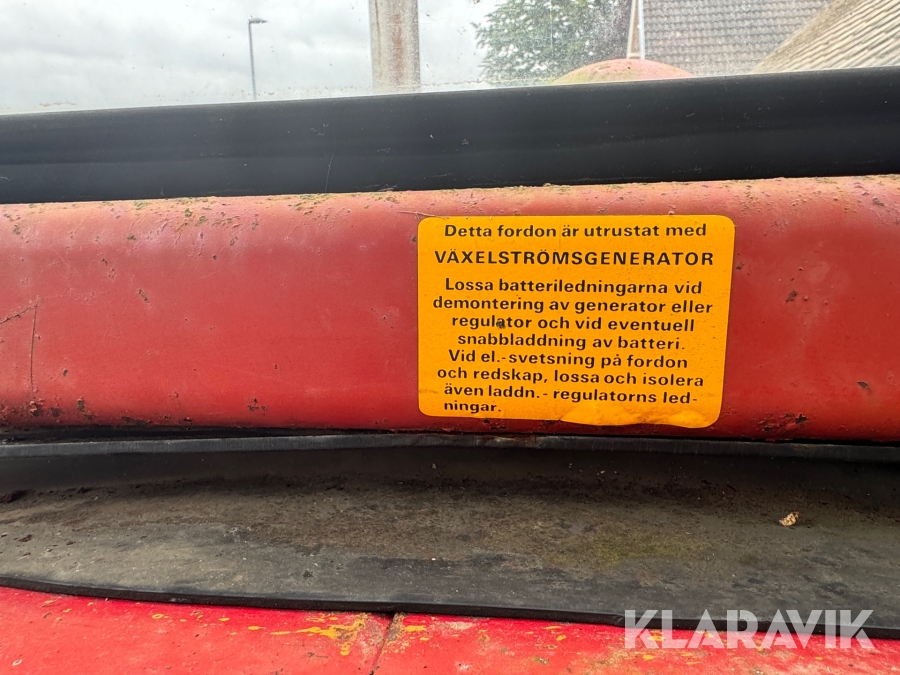 Detta fordon är utrustat med
VÄXELSTRÖMSGENERATOR
Lossa batteriledningarna vid
demontering av generator eller
regulator och vid eventuell
snabbladdning av batteri.
Vid el.-svetsning på fordon
och redskap, lossa och isolera
även laddn.- regulatorns led-
ningar.
KLARAVIK